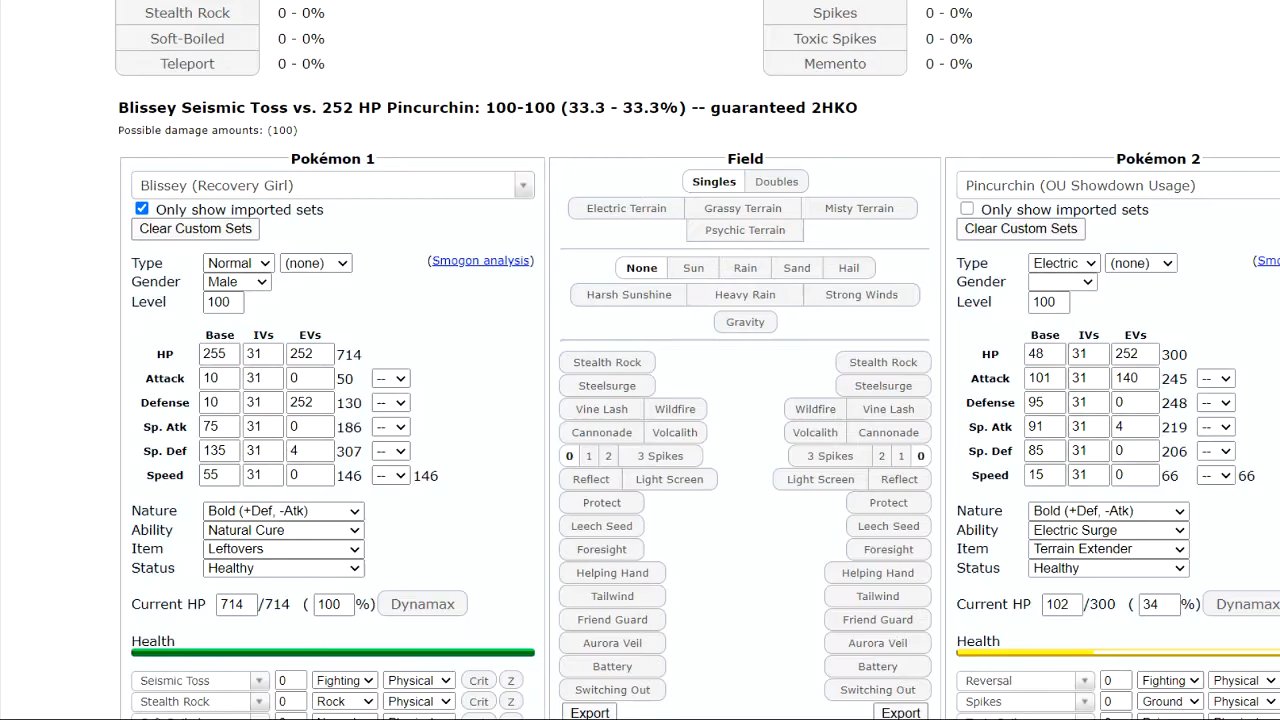 Stealth Rock 0 - 0% Spikes 0 - 0%
Soft-Boiled 0 - 0% Toxic Spikes 0 - 0%
Teleport 0 - 0% Memento 0 - 0%
Blissey Seismic Toss vs. 252 HP Pincurchin: 100-100 (33.3 - 33.3%) -- guaranteed 2HKO
Possible damage amounts: (100)
Pokémon 1
Blissey (Recovery Girl)
Only show imported sets
Clear Custom Sets
Type Normal (none) (Smogon analysis)
Gender Male
Level 100
Base IVs EVs
HP 255 31 252 714
Attack 10 31 0 50 --
Defense 10 31 252 130 --
Sp. Atk 75 31 0 186 --
Sp. Def 135 31 4 307 --
Speed 55 31 0 146 -- 146
Nature Bold (+Def, -Atk)
Ability Natural Cure
Item Leftovers
Status Healthy
Current HP 714 /714 ( 100 %) Dynamax
Health
Seismic Toss 0 Fighting Physical Crit Z
Stealth Rock 0 Rock Physical Crit Z
Field
Singles Doubles
Electric Terrain Grassy Terrain Misty Terrain
Psychic Terrain
None Sun Rain Sand Hail
Harsh Sunshine Heavy Rain Strong Winds
Gravity
Stealth Rock Stealth Rock
Steelsurge Steelsurge
Vine Lash Wildfire Wildfire Vine Lash
Cannonade Volcalith Volcalith Cannonade
0 1 2 3 Spikes 3 Spikes 2 1 0
Reflect Light Screen Light Screen Reflect
Protect Protect
Leech Seed Leech Seed
Foresight Foresight
Helping Hand Helping Hand
Tailwind Tailwind
Friend Guard Friend Guard
Aurora Veil Aurora Veil
Battery Battery
Switching Out Switching Out
Export Export
Pokémon 2
Pincurchin (OU Showdown Usage)
Only show imported sets
Clear Custom Sets
Type Electric (none) (Smo
Gender
Level 100
Base IVs EVs
HP 48 31 252 300
Attack 101 31 140 245 --
Defense 95 31 0 248 --
Sp. Atk 91 31 4 219 --
Sp. Def 85 31 0 206 --
Speed 15 31 0 66 -- 66
Nature Bold (+Def, -Atk)
Ability Electric Surge
Item Terrain Extender
Status Healthy
Current HP 102 /300 ( 34 %) Dynamax
Health
Reversal 0 Fighting Physical
Spikes 0 Ground Physical